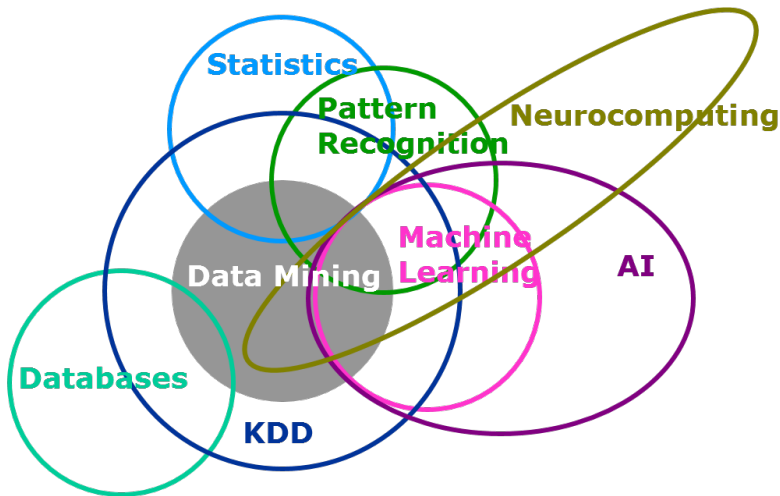 Statistics
Pattern
Recognition
Neurocomputing
Machine
Learning
AI
Data Mining
Databases
KDD